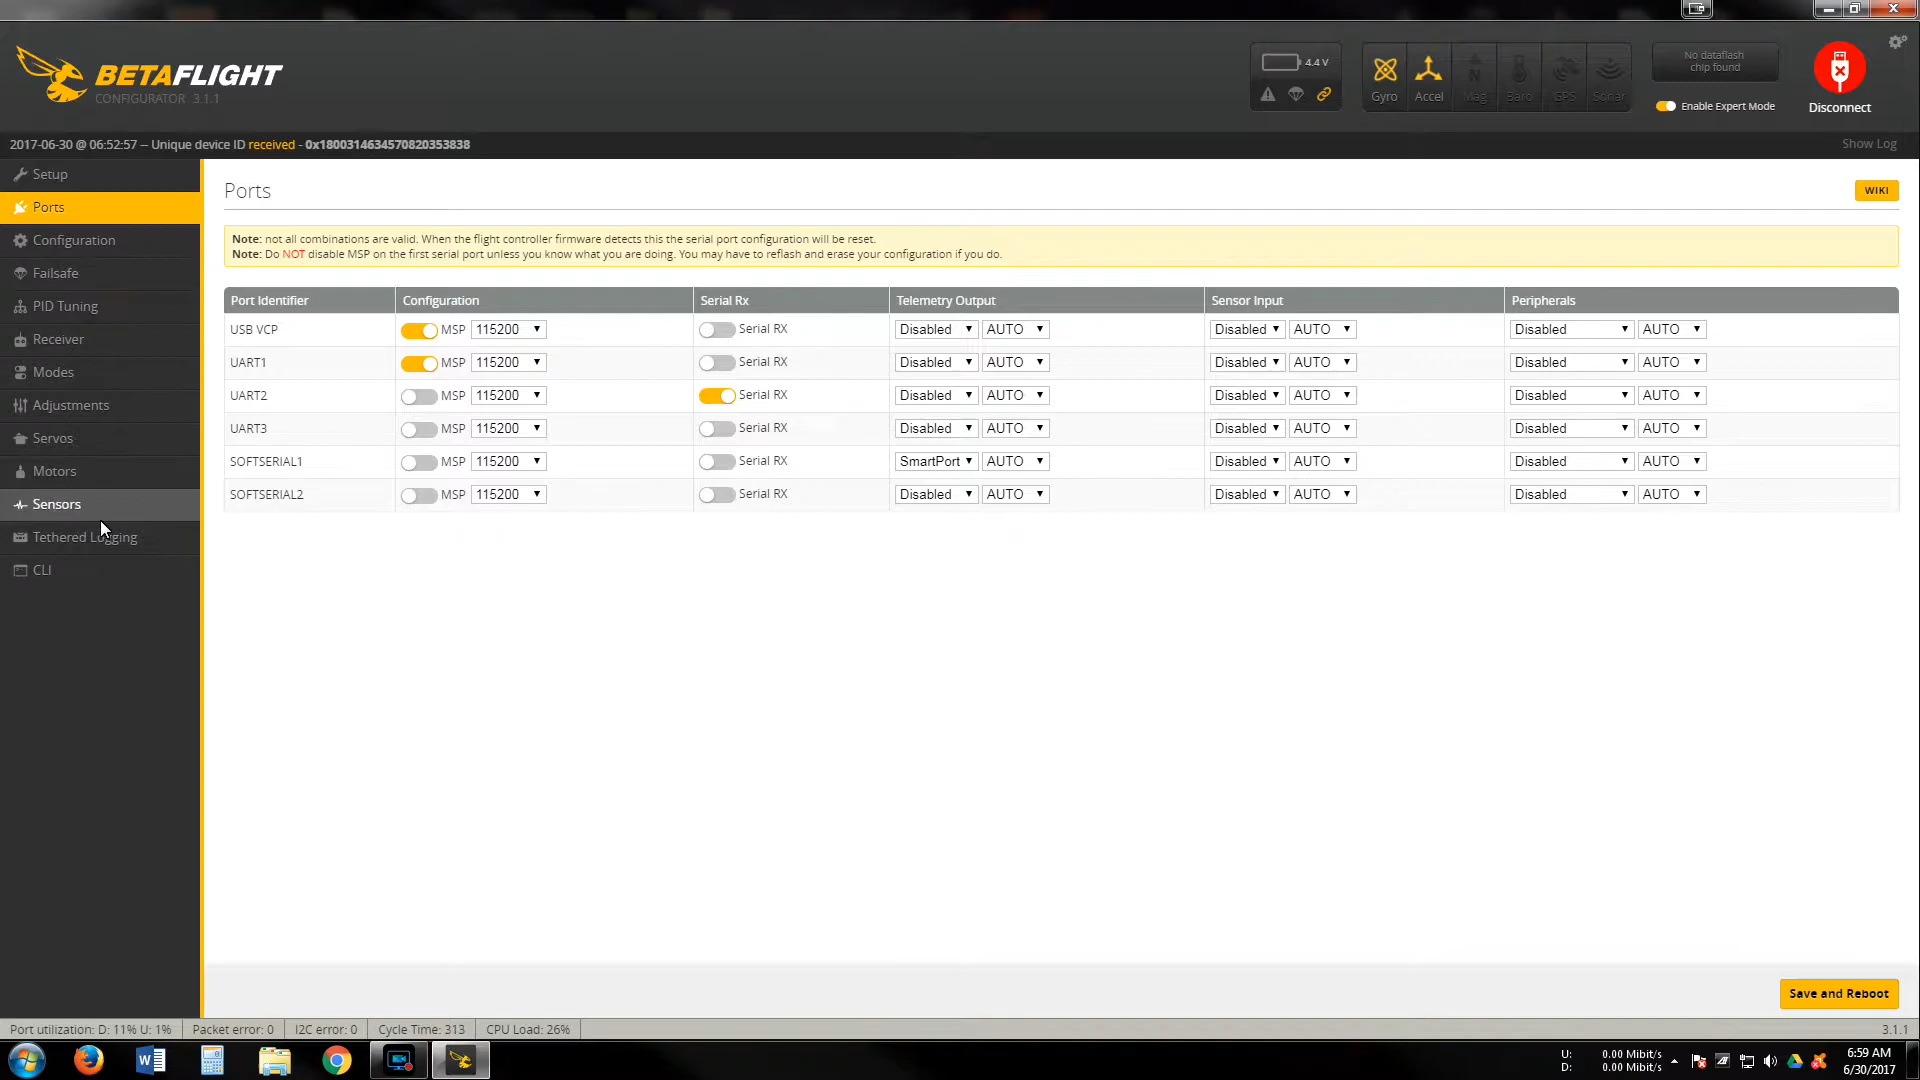 BETAFLIGHT
CONFIGURATOR 3.1.1
4.4 V
Gyro Accel Mag Baro GPS Sonar
No dataflash
chip found
Enable Expert Mode
Disconnect
2017-06-30 @ 06:52:57 -- Unique device ID received - 0x1800314634570820353838
Show Log
Setup
Ports
Configuration
Failsafe
PID Tuning
Receiver
Modes
Adjustments
Servos
Motors
Sensors
Tethered Logging
CLI
Ports
WIKI
Note: not all combinations are valid. When the flight controller firmware detects this the serial port configuration will be reset.
Note: Do NOT disable MSP on the first serial port unless you know what you are doing. You may have to reflash and erase your configuration if you do.
Port Identifier Configuration Serial Rx Telemetry Output Sensor Input Peripherals
USB VCP MSP 115200 Serial RX Disabled AUTO Disabled AUTO Disabled AUTO
UART1 MSP 115200 Serial RX Disabled AUTO Disabled AUTO Disabled AUTO
UART2 MSP 115200 Serial RX Disabled AUTO Disabled AUTO Disabled AUTO
UART3 MSP 115200 Serial RX Disabled AUTO Disabled AUTO Disabled AUTO
SOFTSERIAL1 MSP 115200 Serial RX SmartPort AUTO Disabled AUTO Disabled AUTO
SOFTSERIAL2 MSP 115200 Serial RX Disabled AUTO Disabled AUTO Disabled AUTO
Save and Reboot
Port utilization: D: 11% U: 1% Packet error: 0 I2C error: 0 Cycle Time: 313 CPU Load: 26% 3.1.1
U: 0.00 Mibit/s
D: 0.00 Mibit/s
6:59 AM
6/30/2017